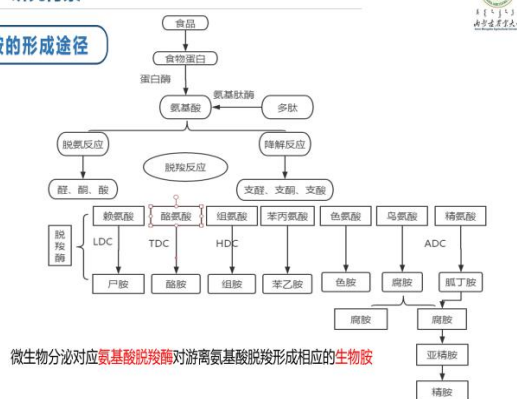 胺的形成途径
食品
食物蛋白
蛋白酶
氨基酸
氨基肽酶
多肽
脱氨反应
脱羧反应
降解反应
醛、酮、酸
支醛、支酮、支酸
脱羧酶
赖氨酸 酪氨酸 组氨酸 苯丙氨酸 色氨酸 鸟氨酸 精氨酸
LDC TDC HDC ADC
尸胺 酪胺 组胺 苯乙胺 色胺 腐胺 胍丁胺
腐胺 腐胺
亚精胺
精胺
微生物分泌对应氨基酸脱羧酶对游离氨基酸脱羧形成相应的生物胺